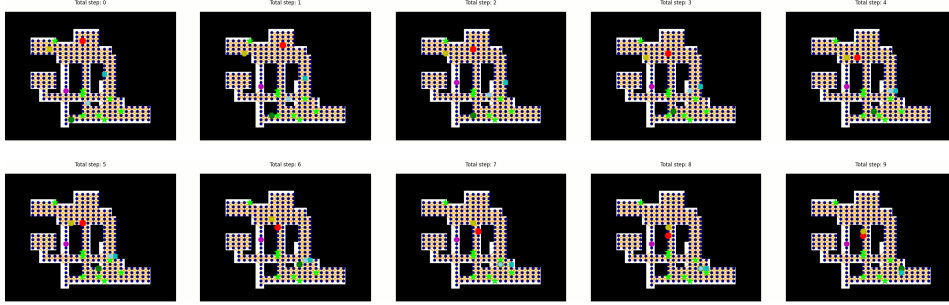 Total step: 0
Total step: 1
Total step: 2
Total step: 3
Total step: 4
Total step: 5
Total step: 6
Total step: 7
Total step: 8
Total step: 9